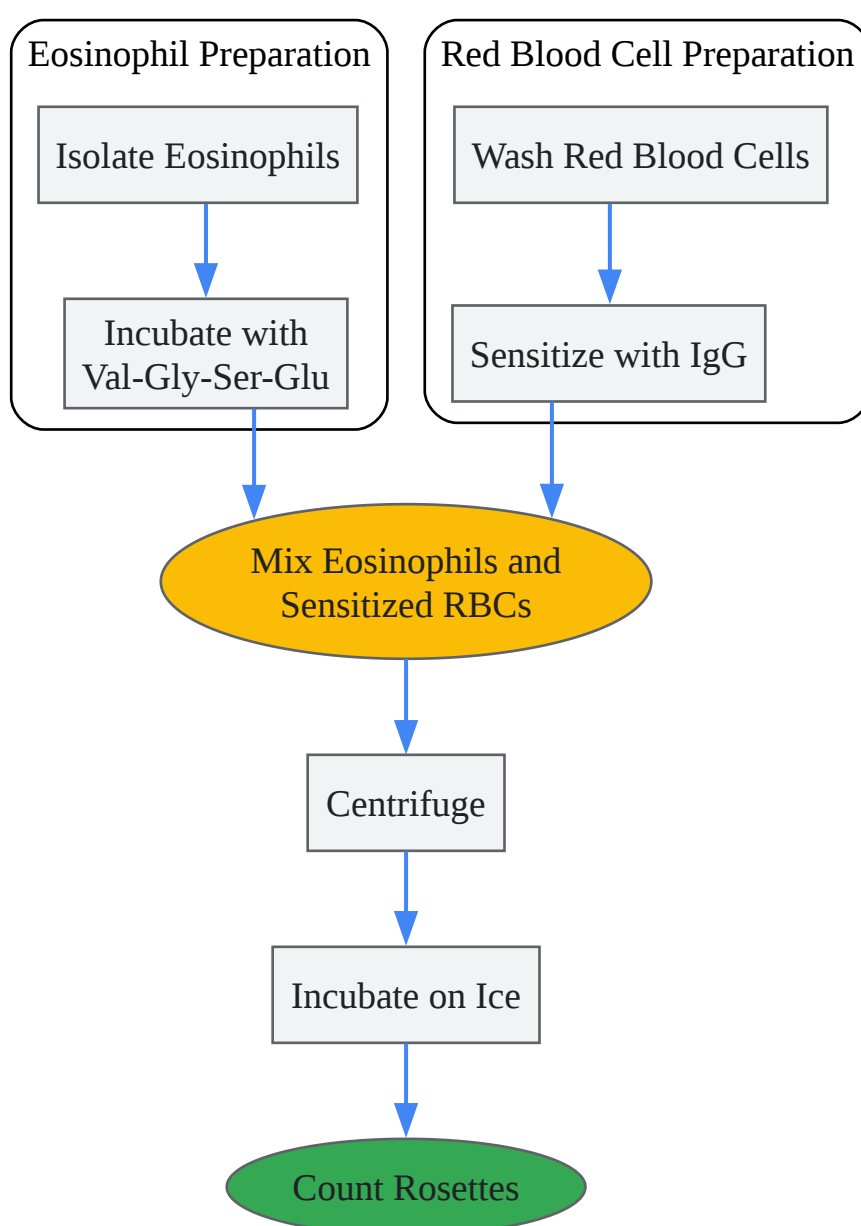 Eosinophil Preparation
Isolate Eosinophils
Incubate with
Val-Gly-Ser-Glu
Red Blood Cell Preparation
Wash Red Blood Cells
Sensitize with IgG
Mix Eosinophils and
Sensitized RBCs
Centrifuge
Incubate on Ice
Count Rosettes